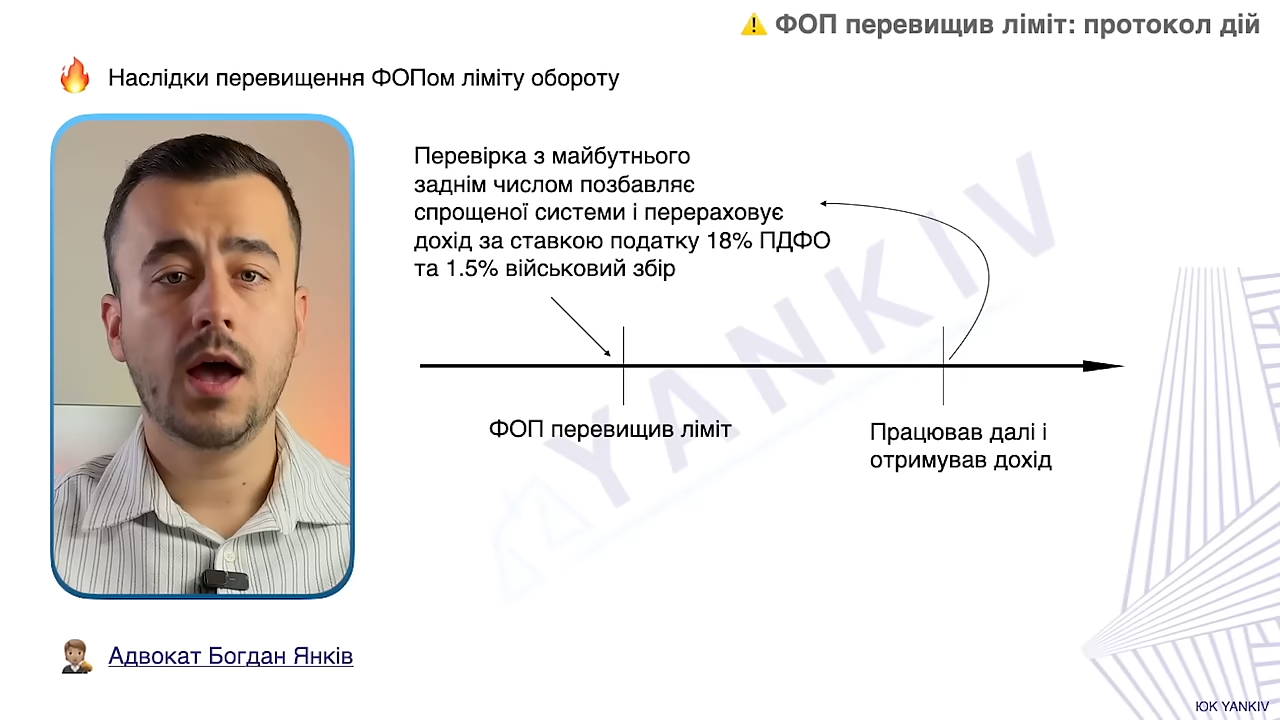 ⚠️ ФОП перевищив ліміт: протокол дій
🔥 Наслідки перевищення ФОПом ліміту обороту
Перевірка з майбутнього
заднім числом позбавляє
спрощеної системи і перераховує
дохід за ставкою податку 18% ПДФО
та 1.5% військовий збір
ФОП перевищив ліміт
Працював далі і
отримував дохід
YANKIV
Адвокат Богдан Янків
ЮК YANKIV